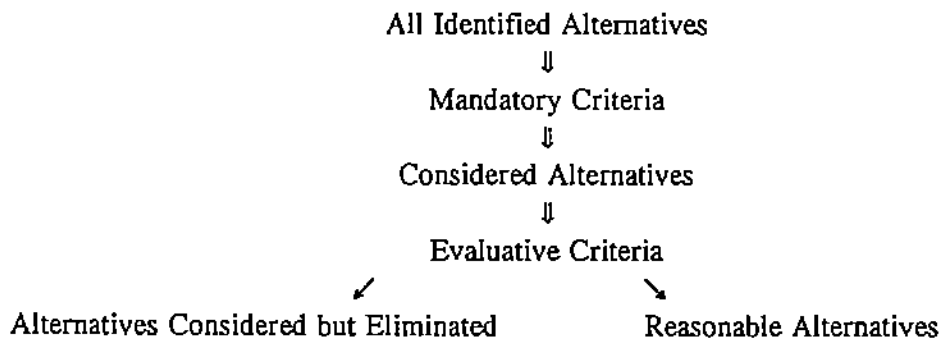 All Identified Alternatives
⇓
Mandatory Criteria
⇓
Considered Alternatives
⇓
Evaluative Criteria
↙ ↘
Alternatives Considered but Eliminated Reasonable Alternatives